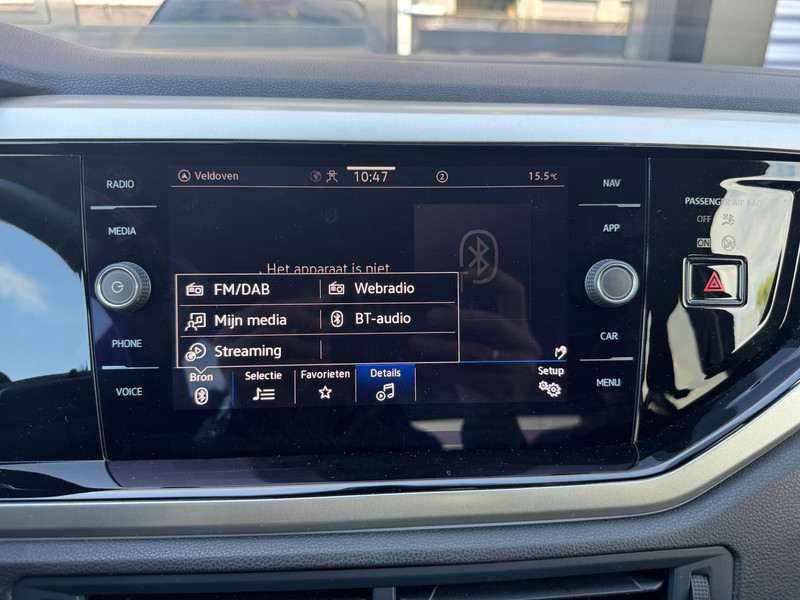 RADIO
MEDIA
PHONE
VOICE
Veldoven
10:47
2
15.5°C
Het apparaat is niet
FM/DAB
Webradio
Mijn media
BT-audio
Streaming
Bron
Selectie
Favorieten
Details
Setup
NAV
APP
CAR
MENU
PASSENGER AIR BAG
OFF
ON